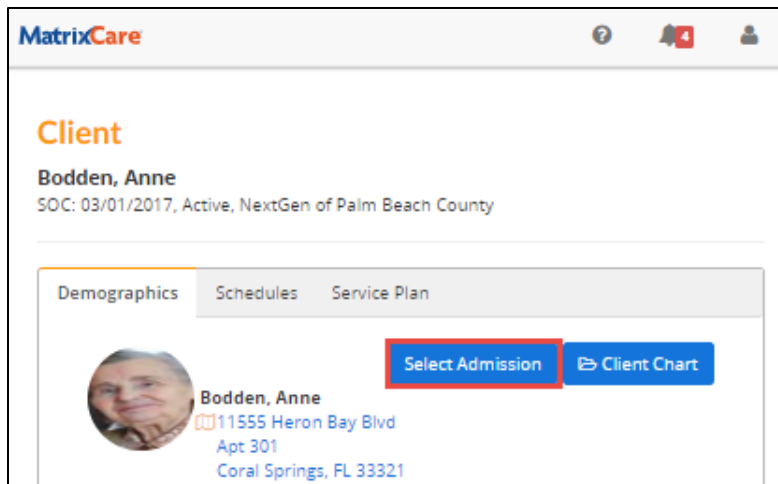 MatrixCare
4
Client
Bodden, Anne
SOC: 03/01/2017, Active, NextGen of Palm Beach County
Demographics Schedules Service Plan
Select Admission Client Chart
Bodden, Anne
11555 Heron Bay Blvd
Apt 301
Coral Springs, FL 33321